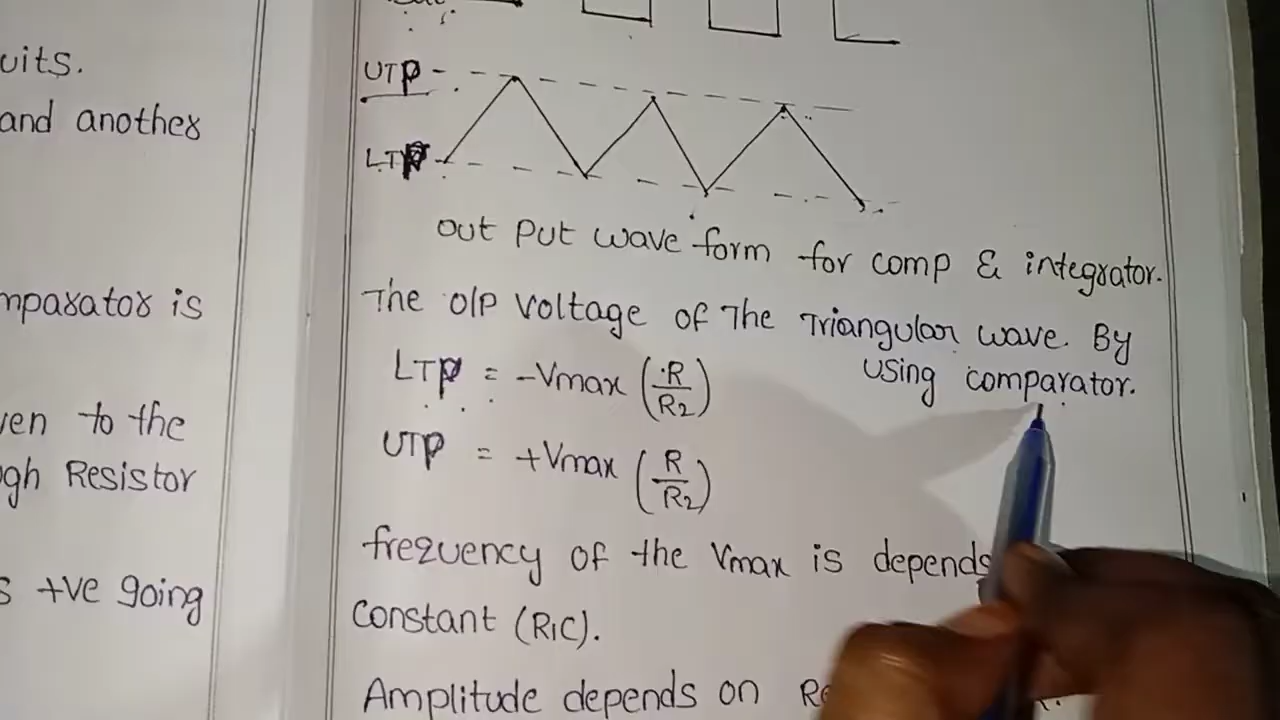 uits.
and another
mparator is
ven to the
gh Resistor
s +ve going
UTP
LTP
out put wave form for comp & integrator.
The O/P voltage of The Triangular wave By
using comparator.
LTP = -Vmax (R/R2)
UTP = +Vmax (R/R2)
frequency of the Vmax is depends
Constant (R1C).
Amplitude depends on